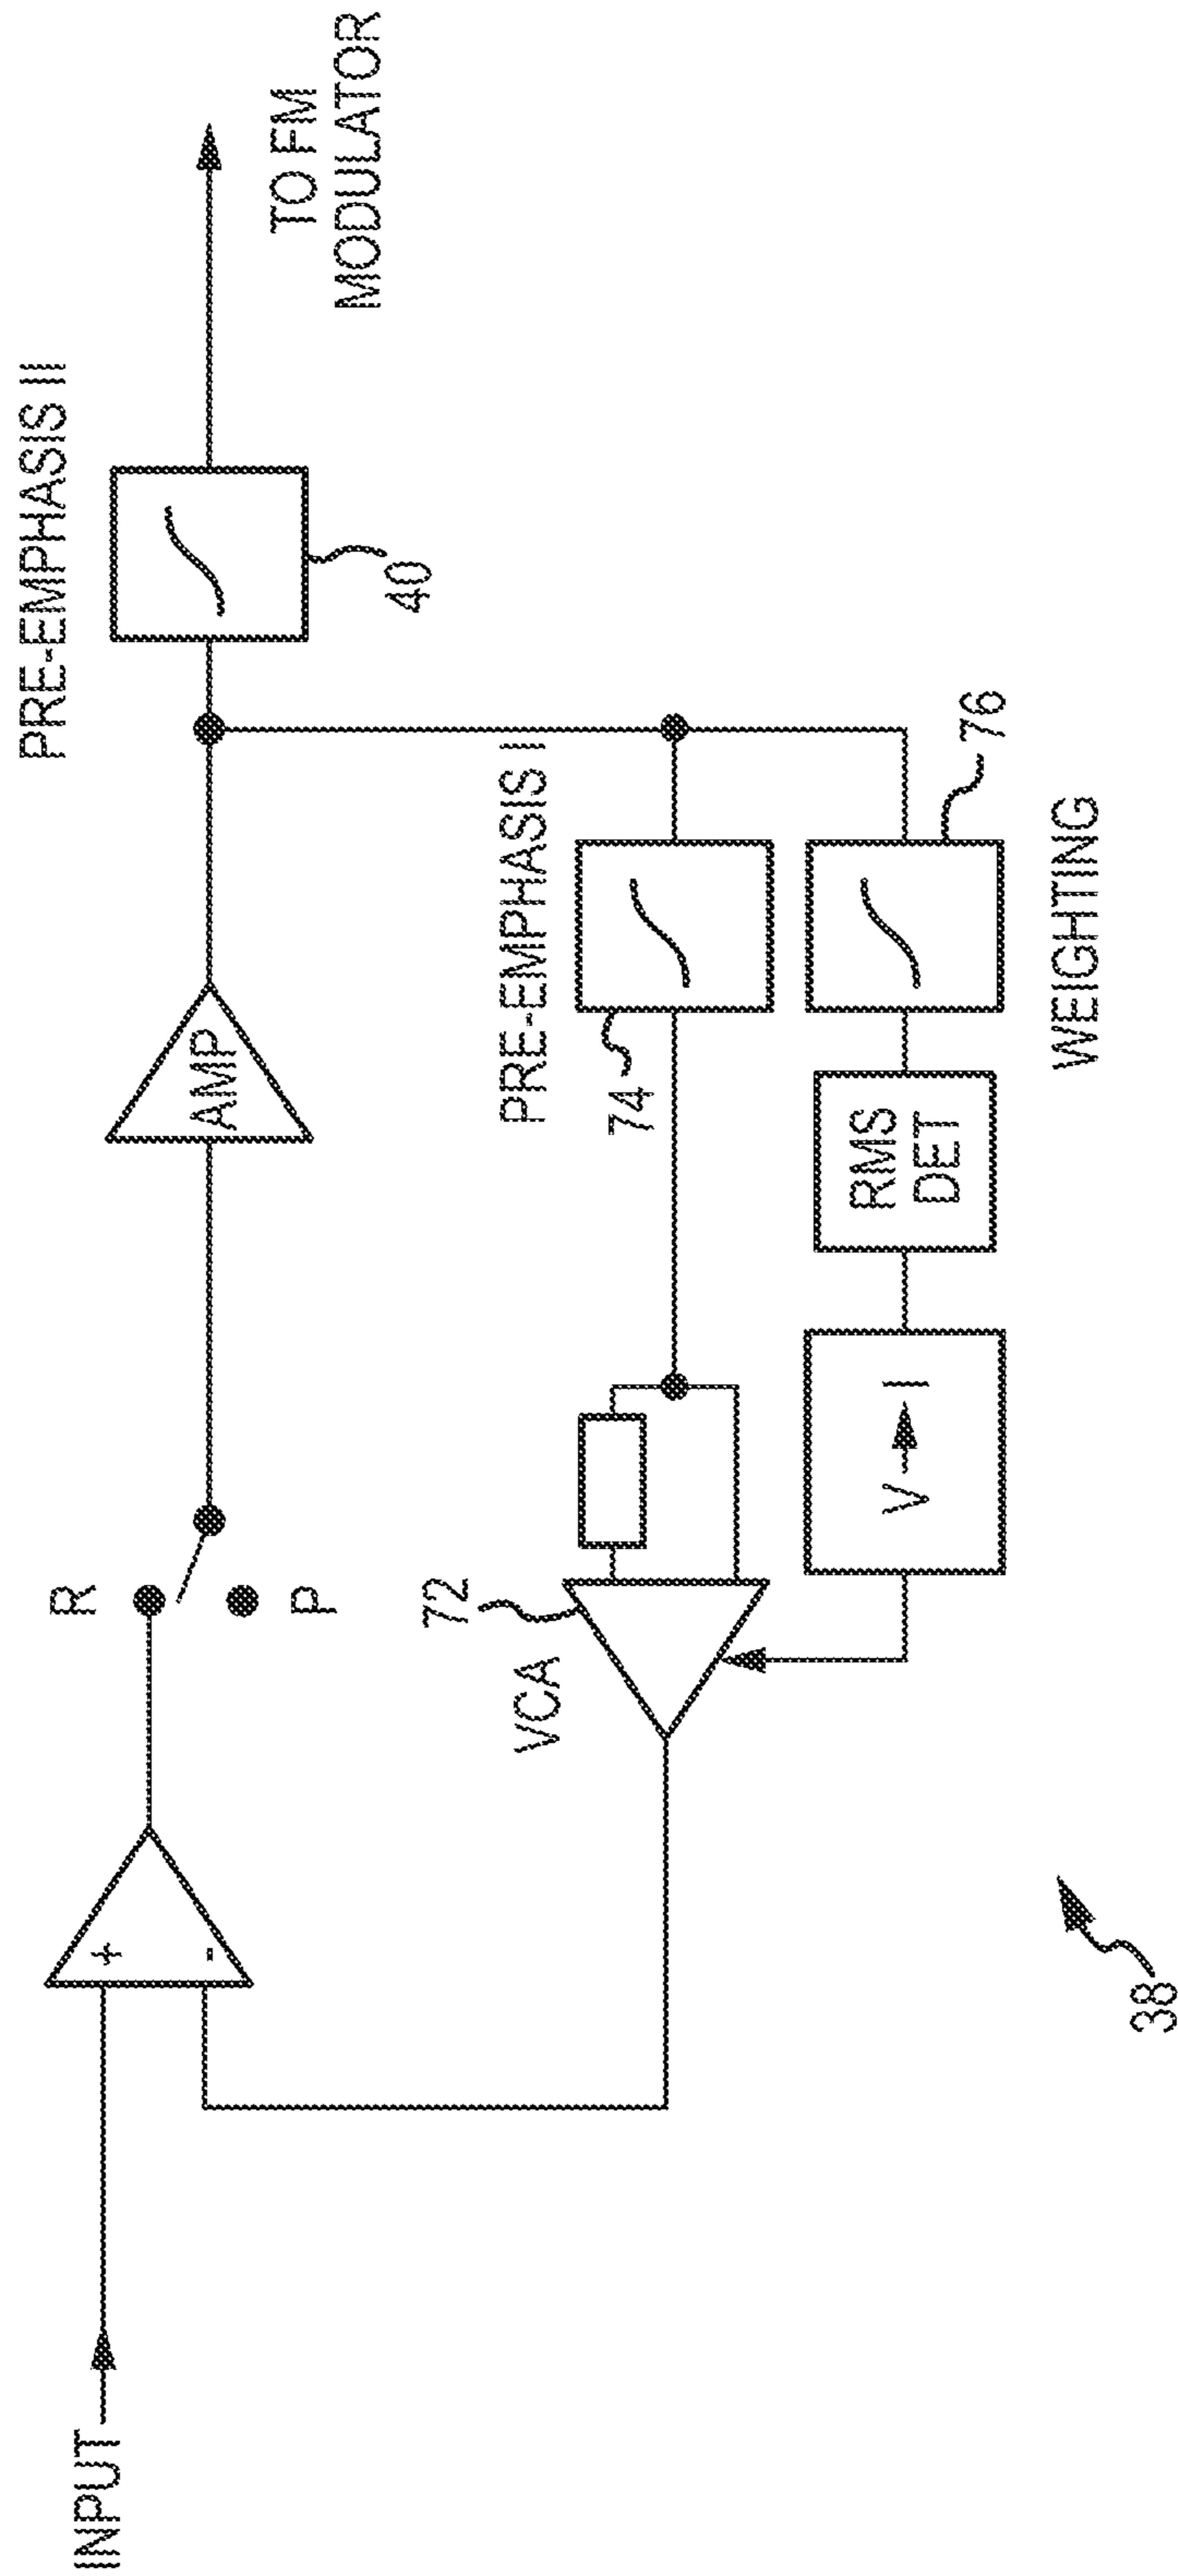 INPUT
+
-
R
P
AMP
PRE-EMPHASIS II
40
TO FM
MODULATOR
VCA
72
PRE-EMPHASIS I
74
V I
RMS
DET
76
WEIGHTING
38